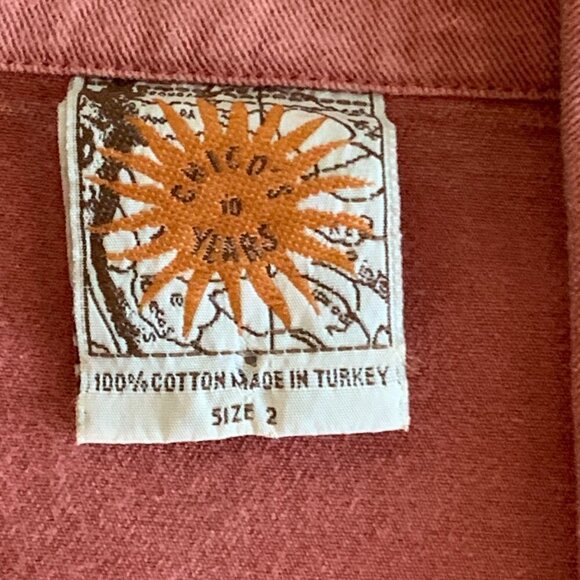 CHICO'S
10
YEARS
100% COTTON MADE IN TURKEY
SIZE 2